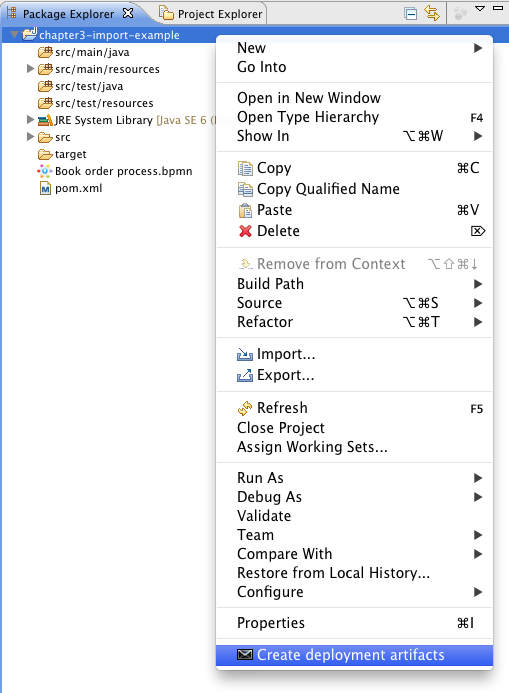 Package Explorer
Project Explorer
chapter3-import-example
src/main/java
src/main/resources
src/test/java
src/test/resources
JRE System Library [Java SE 6 (
src
target
Book order process.bpmn
pom.xml
New
Go Into
Open in New Window
Open Type Hierarchy F4
Show In ⌥⌘W
Copy ⌘C
Copy Qualified Name
Paste ⌘V
Delete ⌦
Remove from Context ⌥⇧⌘↓
Build Path
Source ⌥⌘S
Refactor ⌥⌘T
Import...
Export...
Refresh F5
Close Project
Assign Working Sets...
Run As
Debug As
Validate
Team
Compare With
Restore from Local History...
Configure
Properties ⌘I
Create deployment artifacts